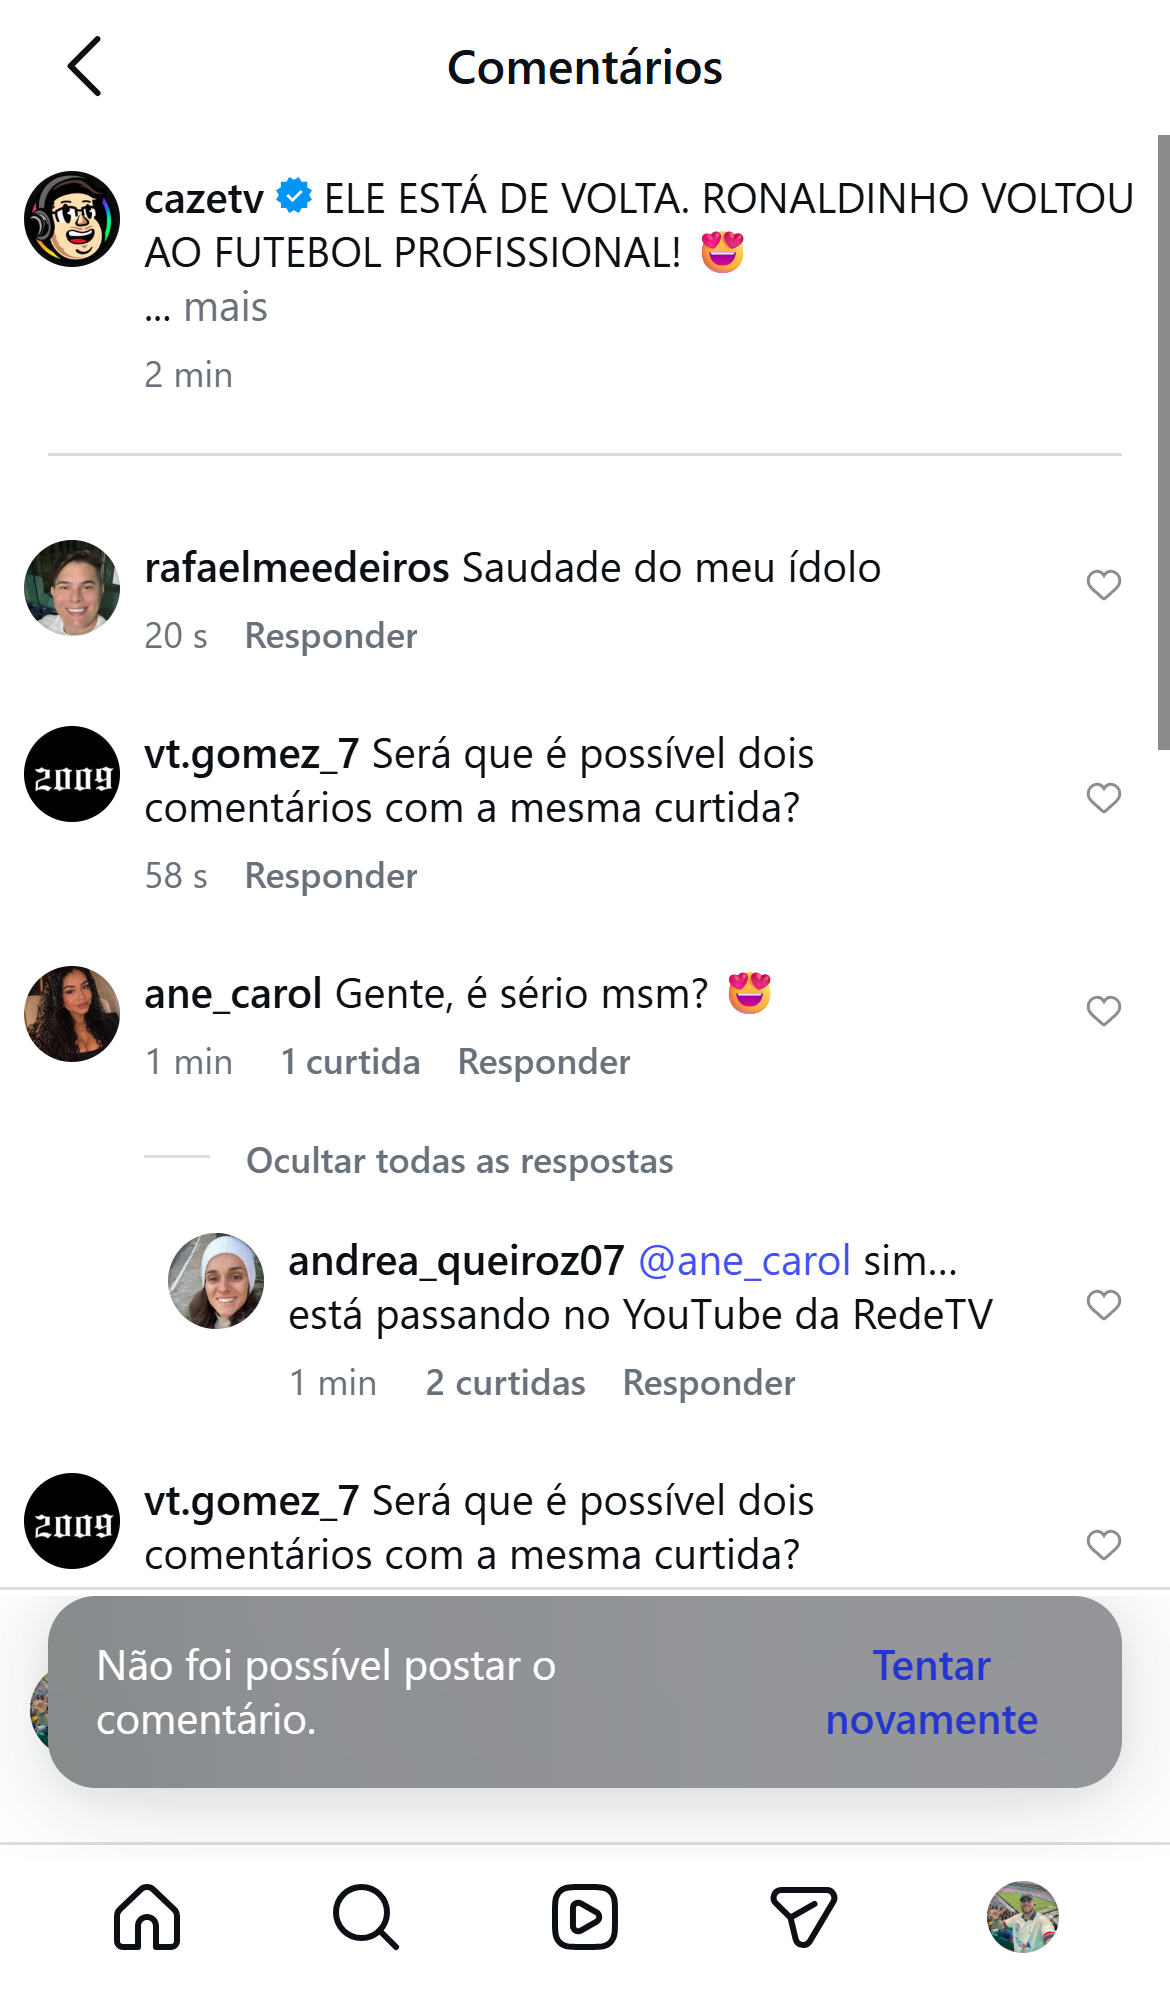 Comentários
cazetv ELE ESTÁ DE VOLTA. RONALDINHO VOLTOU
AO FUTEBOL PROFISSIONAL! 😍
... mais
2 min
rafaelmeedeiros Saudade do meu ídolo
20 s Responder
2009
vt.gomez_7 Será que é possível dois
comentários com a mesma curtida?
58 s Responder
ane_carol Gente, é sério msm? 😍
1 min 1 curtida Responder
Ocultar todas as respostas
andrea_queiroz07 @ane_carol sim...
está passando no YouTube da RedeTV
1 min 2 curtidas Responder
2009
vt.gomez_7 Será que é possível dois
comentários com a mesma curtida?
Não foi possível postar o
comentário.
Tentar
novamente